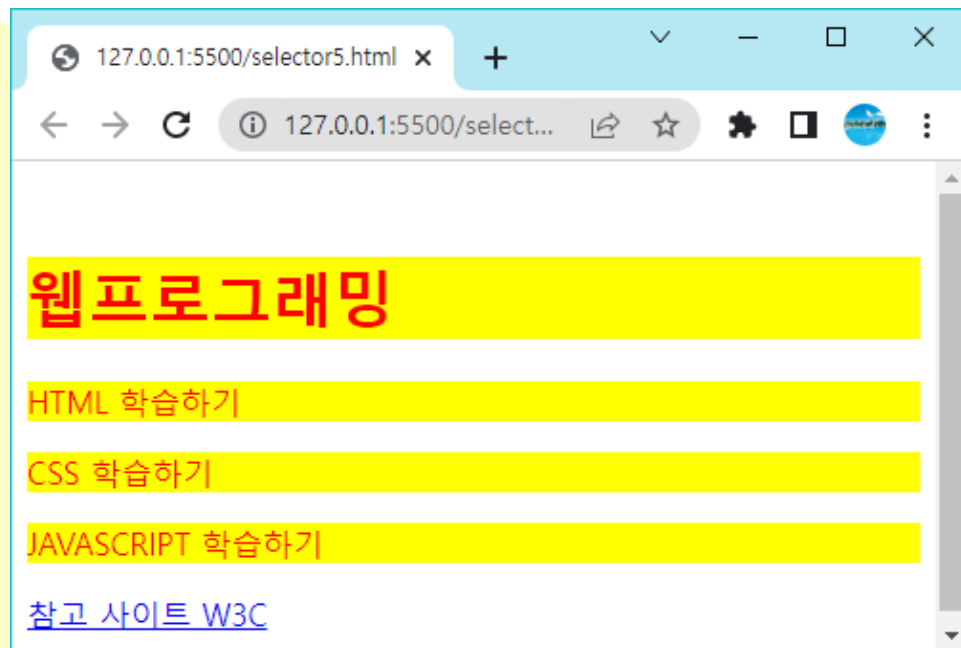 127.0.0.1:5500/selector5.html
127.0.0.1:5500/select...
웹프로그래밍
HTML 학습하기
CSS 학습하기
JAVASCRIPT 학습하기
참고 사이트 W3C